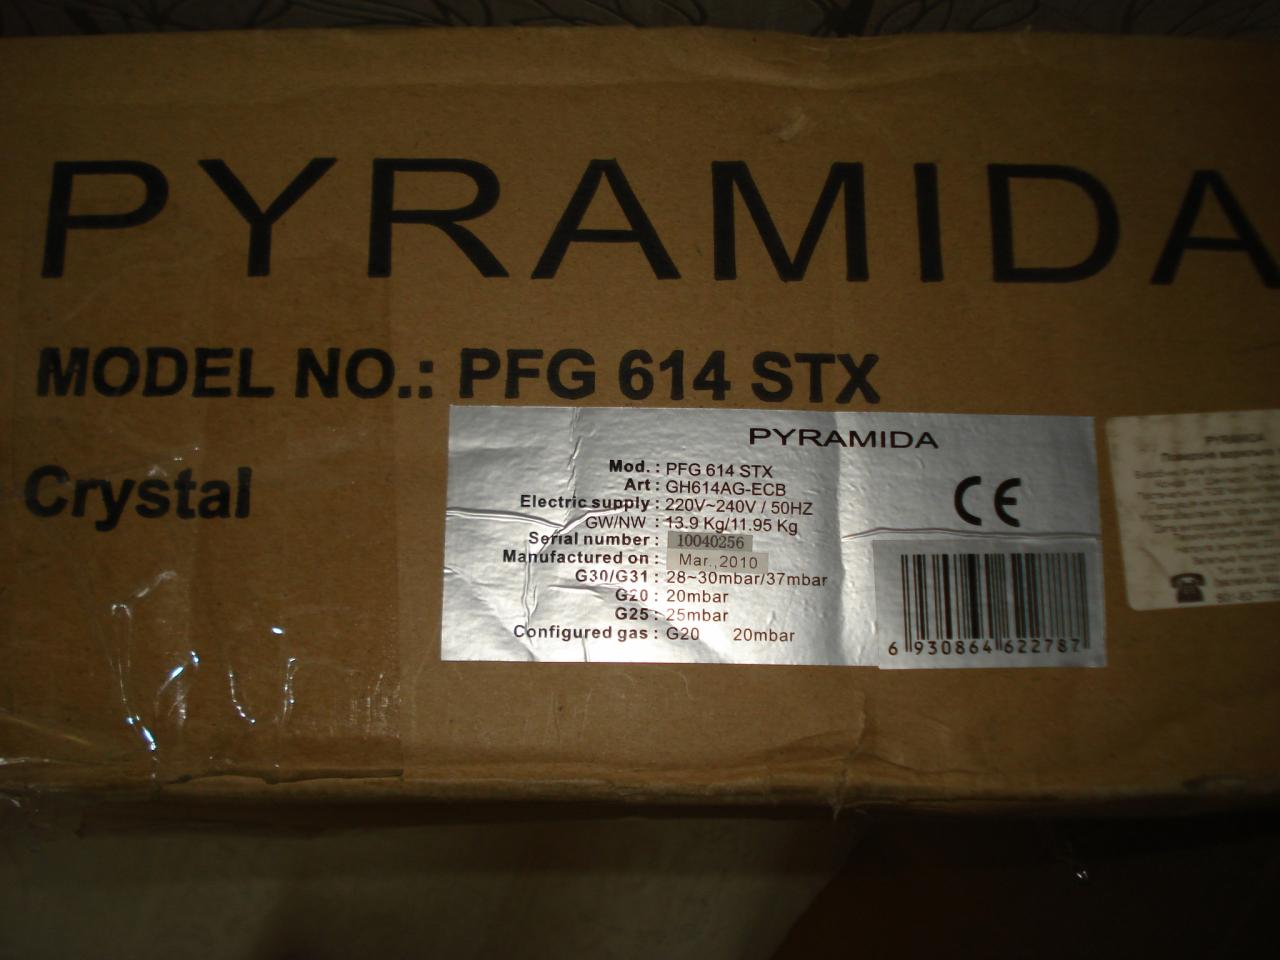 PYRAMIDA
MODEL NO.: PFG 614 STX
Crystal
PYRAMIDA
Mod. : PFG 614 STX
Art : GH614AG-ECB
Electric supply : 220V~240V / 50HZ
GW/NW : 13.9 Kg/11.95 Kg
Serial number : 10040256
Manufactured on : Mar.,2010
G30/G31 : 28~30mbar/37mbar
G20 : 20mbar
G25 : 25mbar
Configured gas : G20 20mbar
CE
6 930864 622787
PYRAMIDA